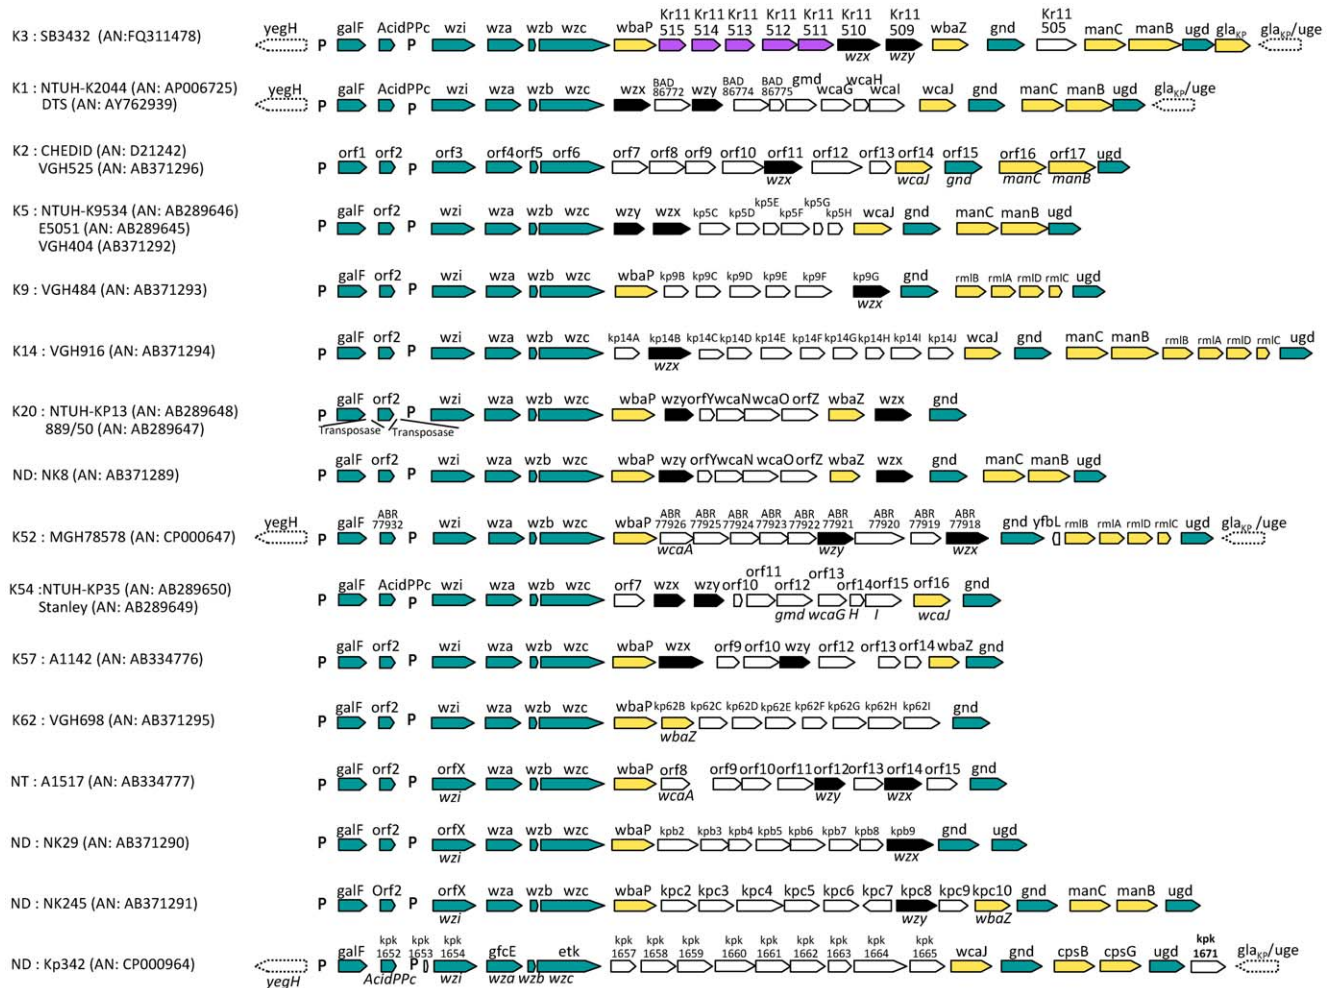 yegH galF AcidPPc wzi wza wzb wzc wbaP Kr11 515 Kr11 514 Kr11 513 Kr11 512 Kr11 511 Kr11 510 Kr11 509 wbaZ gnd Kr11 505 manC manB ugd gla KP gla KP/uge
K3 : SB3432 (AN:FQ311478) P P wzx wzy
K1 : NTUH-K2044 (AN: AP006725) yegH galF AcidPPc wzi wza wzb wzc wzx BAD 86772 wzy BAD 86774 BAD 86775 gmd wcaG wcaH wcaI wcaJ gnd manC manB ugd gla KP/uge
DTS (AN: AY762939) P P
K2 : CHEDID (AN: D21242) orf1 orf2 orf3 orf4 orf5 orf6 orf7 orf8 orf9 orf10 orf11 orf12 orf13 orf14 orf15 orf16 orf17 ugd
VGH525 (AN: AB371296) P P wzx wcaJ gnd manC manB
K5 : NTUH-K9534 (AN: AB289646) galF orf2 wzi wza wzb wzc wzy wzx kp5C kp5D kp5E kp5F kp5G kp5H wcaJ gnd manC manB ugd
E5051 (AN: AB289645) P P
VGH404 (AB371292)
galF orf2 wzi wza wzb wzc wbaP kp9B kp9C kp9D kp9E kp9F kp9G gnd rmlB rmlA rmlD rmlC ugd
K9 : VGH484 (AN: AB371293) P P wzx
galF orf2 wzi wza wzb wzc kp14A kp14B kp14C kp14D kp14E kp14F kp14G kp14H kp14I kp14J wcaJ gnd manC manB rmlB rmlA rmlD rmlC ugd
K14 : VGH916 (AN: AB371294) P P wzx
K20 : NTUH-KP13 (AN: AB289648) galF orf2 wzi wza wzb wzc wbaP wzy orfY wcaN wcaO orfZ wbaZ wzx gnd
889/50 (AN: AB289647) P P Transposase Transposase
galF orf2 wzi wza wzb wzc wbaP wzy orfY wcaN wcaO orfZ wbaZ wzx gnd manC manB ugd
ND: NK8 (AN: AB371289) P P
yegH galF ABR 77932 wzi wza wzb wzc wbaP ABR 77926 ABR 77925 ABR 77924 ABR 77923 ABR 77922 ABR 77921 ABR 77920 ABR 77919 ABR 77918 gnd yfbL rmlB rmlA rmlD rmlC ugd gla KP/uge
K52 : MGH78578 (AN: CP000647) P P wcaA wzy wzx
K54 :NTUH-KP35 (AN: AB289650) galF AcidPPc wzi wza wzb wzc orf7 wzx wzy orf10 orf11 orf12 orf13 orf14 orf15 orf16 gnd
Stanley (AN: AB289649) P P gmd wcaG H I wcaJ
galF orf2 wzi wza wzb wzc wbaP wzx orf9 orf10 wzy orf12 orf13 orf14 wbaZ gnd
K57 : A1142 (AN: AB334776) P P
galF orf2 wzi wza wzb wzc wbaP kp62B kp62C kp62D kp62E kp62F kp62G kp62H kp62I gnd
K62 : VGH698 (AN: AB371295) P P wbaZ
galF orf2 orfX wza wzb wzc wbaP orf8 orf9 orf10 orf11 orf12 orf13 orf14 orf15 gnd
NT : A1517 (AN: AB334777) P P wzi wcaA wzy wzx
galF Orf2 orfX wza wzb wzc wbaP kpb2 kpb3 kpb4 kpb5 kpb6 kpb7 kpb8 kpb9 gnd ugd
ND : NK29 (AN: AB371290) P P wzi wzx
galF Orf2 orfX wza wzb wzc wbaP kpc2 kpc3 kpc4 kpc5 kpc6 kpc7 kpc8 kpc9 kpc10 gnd manC manB ugd
ND : NK245 (AN: AB371291) P P wzi wzy wbaZ
galF kpk 1652 kpk 1653 kpk 1654 gfcE etk kpk 1657 kpk 1658 kpk 1659 kpk 1660 kpk 1661 kpk 1662 kpk 1663 kpk 1664 kpk 1665 wcaJ gnd cpsB cpsG ugd kpk 1671 gla KP/uge
ND : Kp342 (AN: CP000964) P P yegH AcidPPc wzi wza wzb wzc